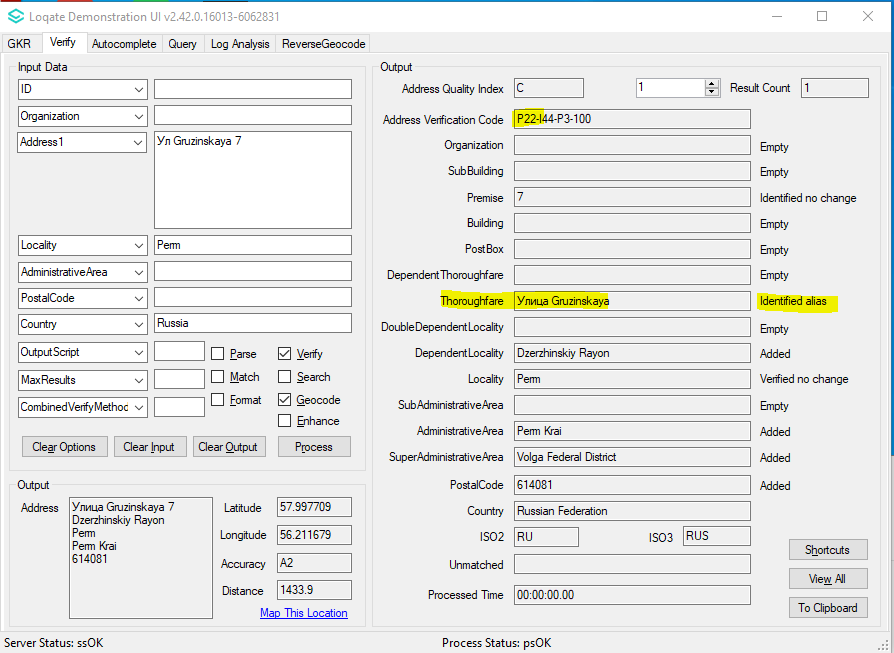 Loqate Demonstration UI v2.42.0.16013-6062831
GKR Verify Autocomplete Query Log Analysis ReverseGeocode
Input Data
ID
Organization
Address1 Ул Gruzinskaya 7
Locality Perm
AdministrativeArea
PostalCode
Country Russia
OutputScript Parse Verify
MaxResults Match Search
CombinedVerifyMethoc Format Geocode
Enhance
Clear Options Clear Input Clear Output Process
Output
Address Улица Gruzinskaya 7
Dzerzhinskiy Rayon
Perm
Perm Krai
614081
Latitude 57.997709
Longitude 56.211679
Accuracy A2
Distance 1433.9
Map This Location
Output
Address Quality Index C 1 Result Count 1
Address Verification Code P22-I44-P3-100
Organization Empty
SubBuilding Empty
Premise 7 Identified no change
Building Empty
PostBox Empty
DependentThoroughfare Empty
Thoroughfare Улица Gruzinskaya Identified alias
DoubleDependentLocality Empty
DependentLocality Dzerzhinskiy Rayon Added
Locality Perm Verified no change
SubAdministrativeArea Empty
AdministrativeArea Perm Krai Added
SuperAdministrativeArea Volga Federal District Added
PostalCode 614081 Added
Country Russian Federation
ISO2 RU ISO3 RUS
Unmatched
Processed Time 00:00:00.00
Shortcuts
View All
To Clipboard
Server Status: ssOK Process Status: psOK